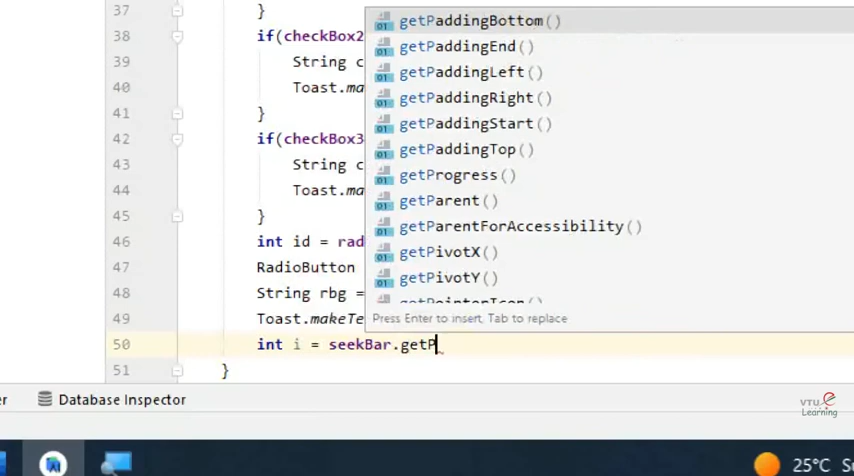 37 }
getPaddingBottom()
38 if(checkBox2
getPaddingEnd()
39 String c
getPaddingLeft()
40 Toast.ma
getPaddingRight()
41 }
getPaddingStart()
42 if(checkBox3
getPaddingTop()
43 String c
getProgress()
44 Toast.ma
getParent()
45 }
getParentForAccessibility()
46 int id = rad
getPivotX()
47 RadioButton
getPivotY()
48 String rbg =
getPointerIcon()
49 Toast.makeTe
Press Enter to insert, Tab to replace
50 int i = seekBar.getP
51 }
er
Database Inspector
VTU e
Learning
25°C